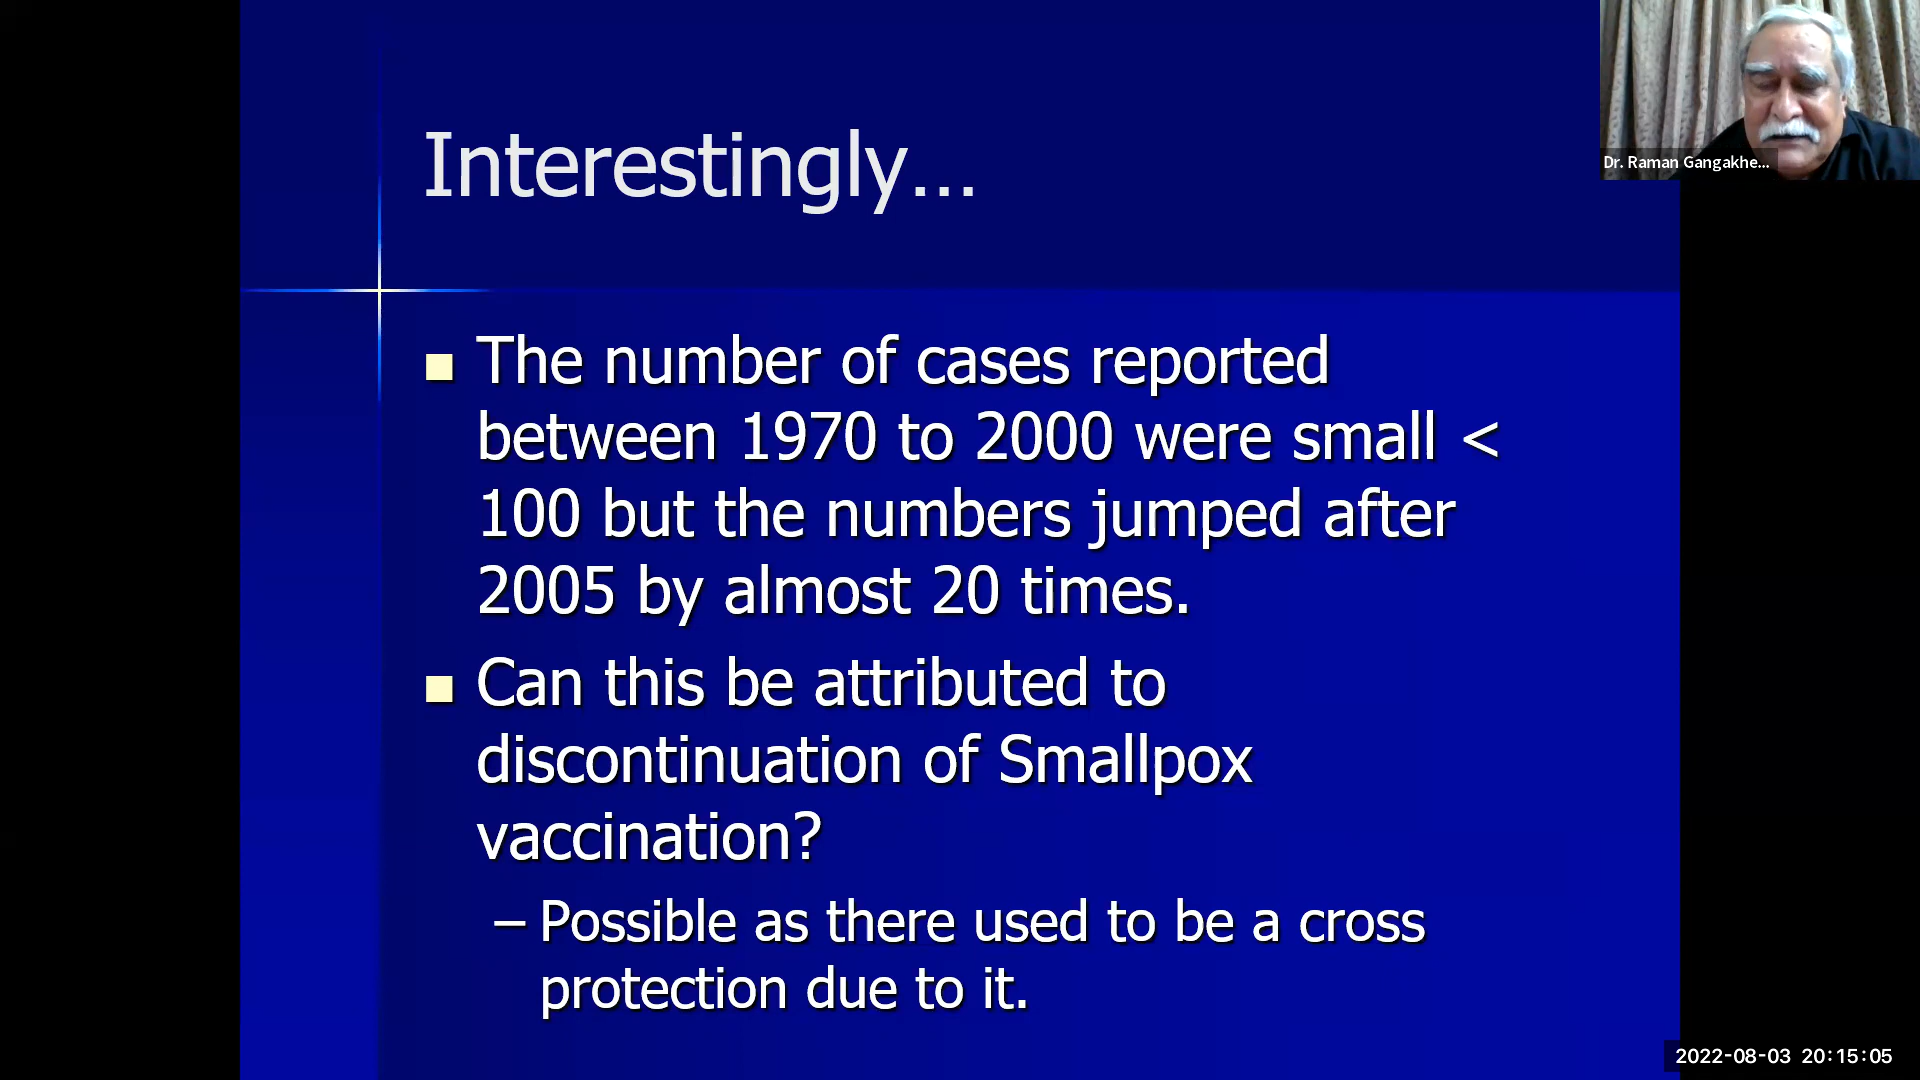 Interestingly...
The number of cases reported
between 1970 to 2000 were small <
100 but the numbers jumped after
2005 by almost 20 times.
Can this be attributed to
discontinuation of Smallpox
vaccination?
– Possible as there used to be a cross
protection due to it.
Dr. Raman Gangakhe...
2022-08-03 20:15:05